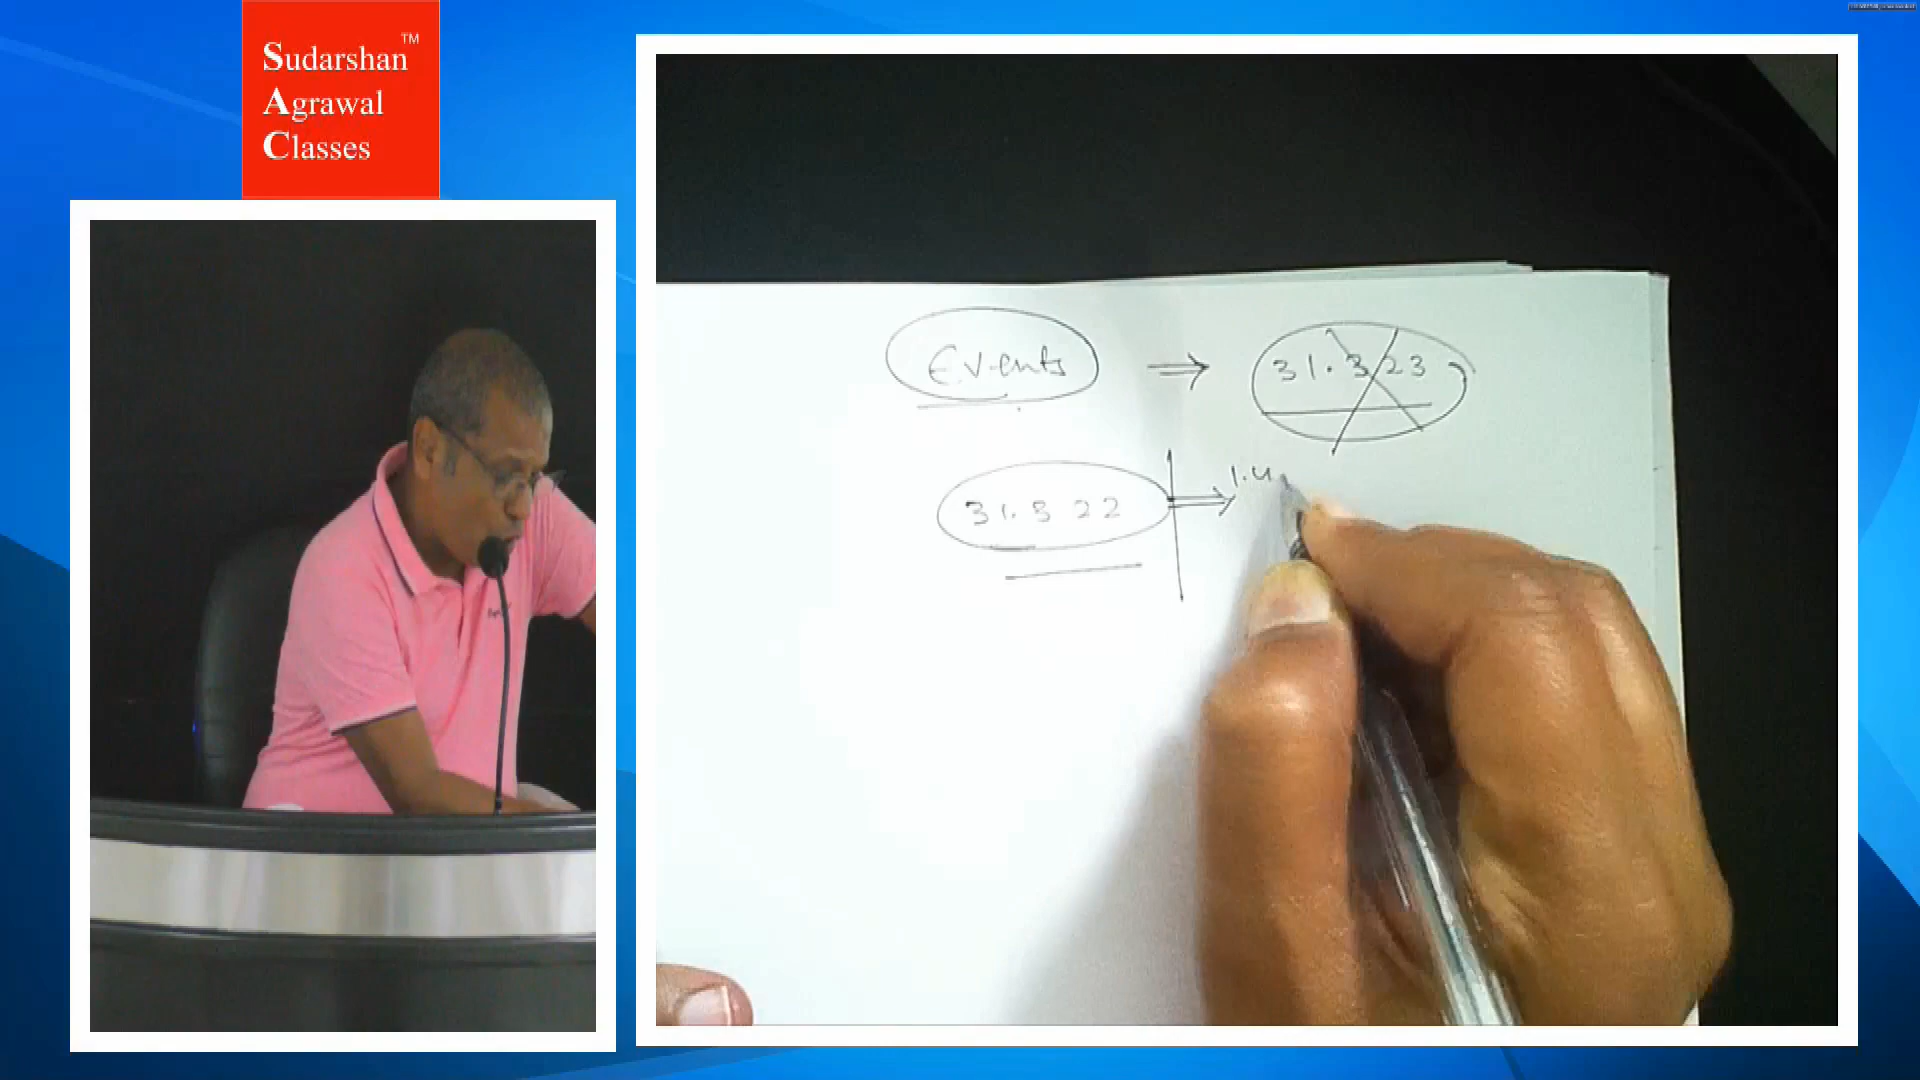 Sudarshan™
Agrawal
Classes
Events ⇒ 31.3.23
31.3 22 ⇒ 1.4